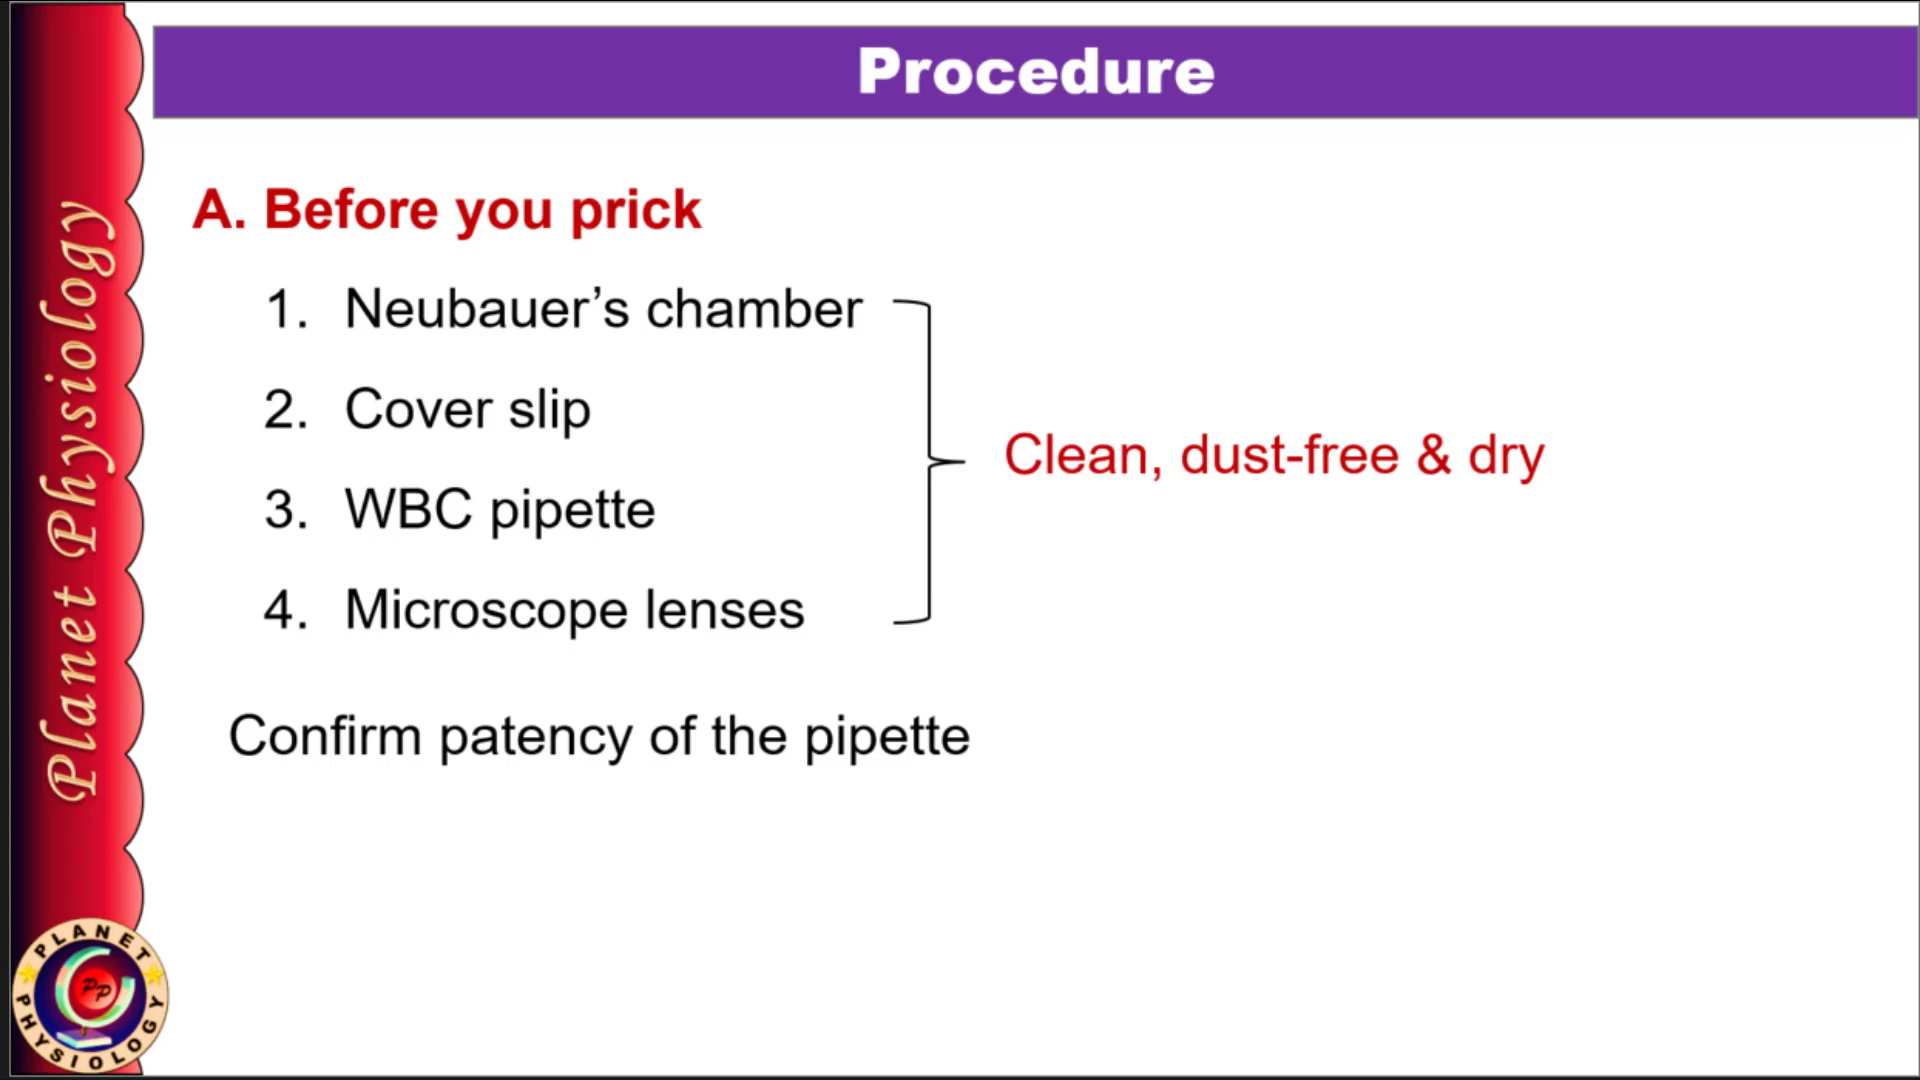 Procedure
Planet Physiology
A. Before you prick
1. Neubauer’s chamber
2. Cover slip
3. WBC pipette
4. Microscope lenses
Clean, dust-free & dry
Confirm patency of the pipette
PLANET
PP
PHYSIOLOGY